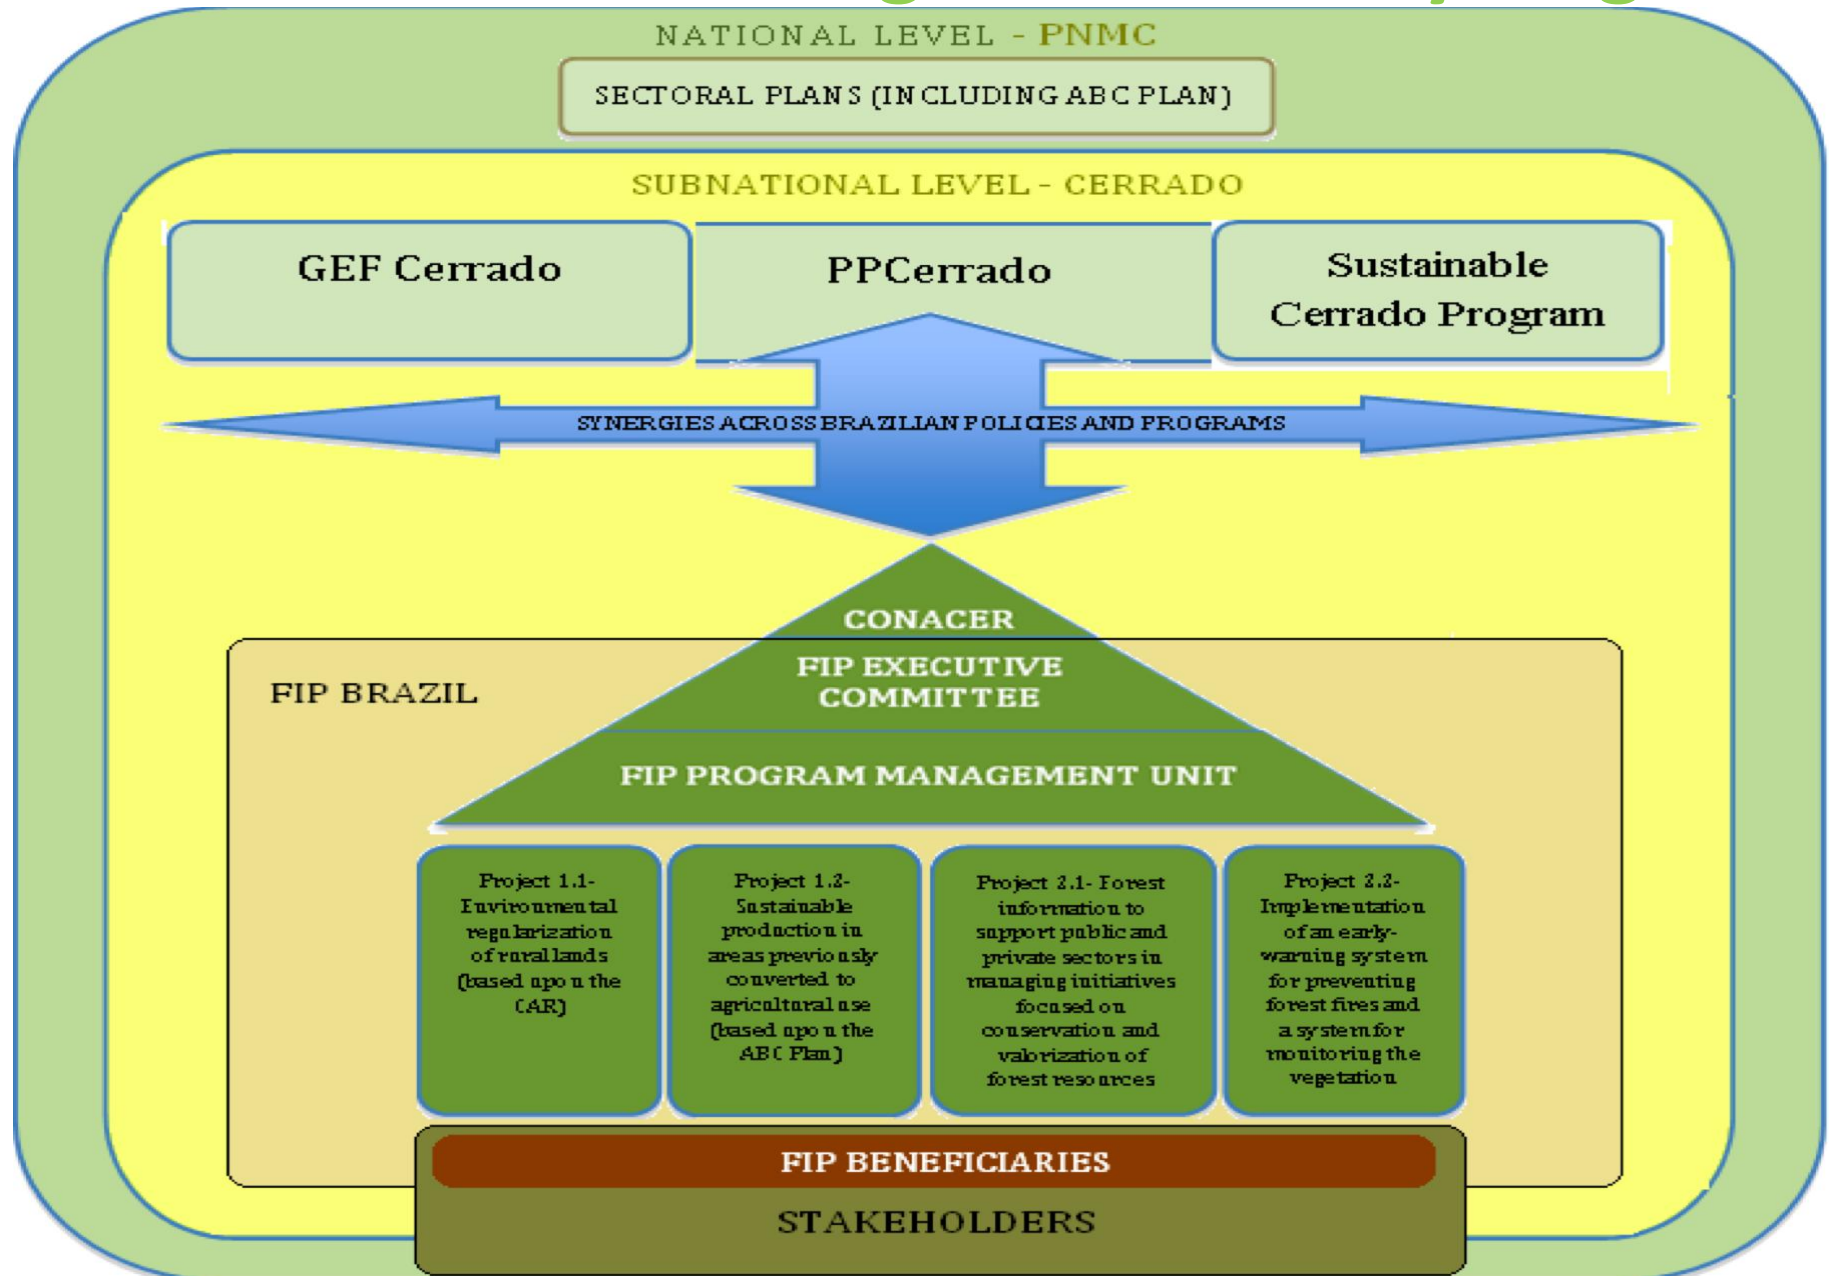 NATIONAL LEVEL - PNMC
SECTORAL PLANS (INCLUDING ABC PLAN)
SUBNATIONAL LEVEL - CERRADO
GEF Cerrado
PPCerrado
Sustainable
Cerrado Program
SYNERGIES ACROSS BRAZILIAN POLICIES AND PROGRAMS
CONACER
FIP EXECUTIVE
COMMITTEE
FIP BRAZIL
FIP PROGRAM MANAGEMENT UNIT
Project 1.1-
Environmental
regularization
of rural lands
(based upon the
CAR)
Project 1.2-
Sustainable
production in
areas previously
converted to
agricultural use
(based upon the
ABC Plan)
Project 2.1- Forest
information to
support public and
private sectors in
managing initiatives
focused on
conservation and
valorization of
forest resources
Project 2.2-
Implementation
of an early-
warning system
for preventing
forest fires and
a system for
monitoring the
vegetation
FIP BENEFICIARIES
STAKEHOLDERS